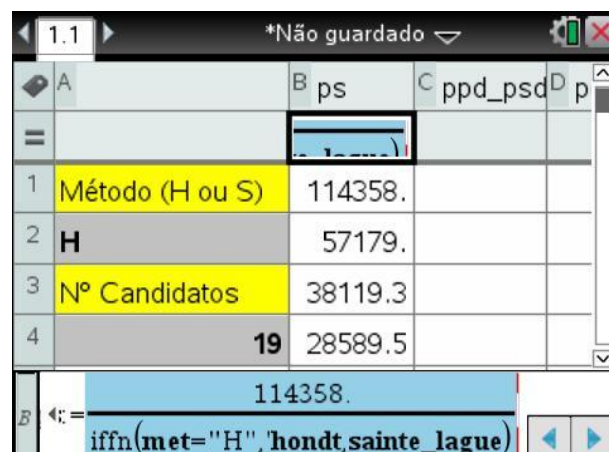 1.1 *Não guardado
A B ps C ppd_psd D p
=
1 Método (H ou S) 114358.
2 H 57179.
3 Nº Candidatos 38119.3
4 19 28589.5
114358.
B := iffn(met="H",'hondt,sainte_lague)